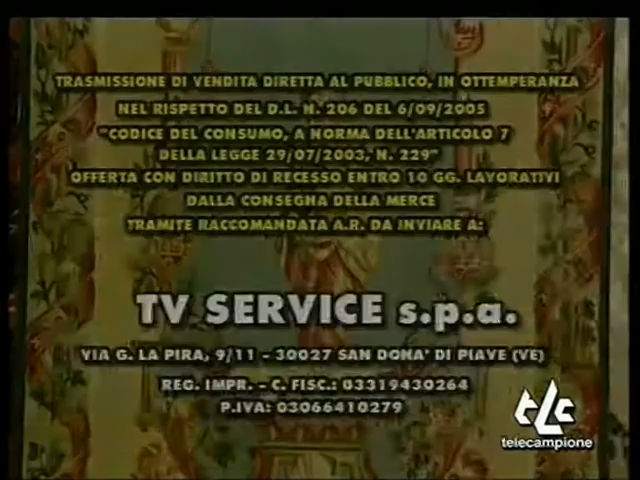 TRASMISSIONE DI VENDITA DIRETTA AL PUBBLICO, IN OTTEMPERANZA
NEL RISPETTO DEL D.L. N. 206 DEL 6/09/2005
"CODICE DEL CONSUMO, A NORMA DELL'ARTICOLO 7
DELLA LEGGE 29/07/2003, N. 229"
OFFERTA CON DIRITTO DI RECESSO ENTRO 10 GG. LAVORATIVI
DALLA CONSEGNA DELLA MERCE
TRAMITE RACCOMANDATA A.R. DA INVIARE A:
TV SERVICE s.p.a.
VIA G. LA PIRA, 9/11 - 30027 SAN DONA' DI PIAVE (VE)
REG. IMPR. - C. FISC.: 03319430264
P.IVA: 03066410279
tLC
telecampione